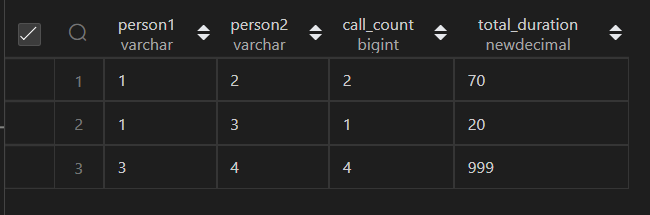 person1 person2 call_count total_duration
varchar varchar bigint newdecimal
1 1 2 2 70
2 1 3 1 20
3 3 4 4 999